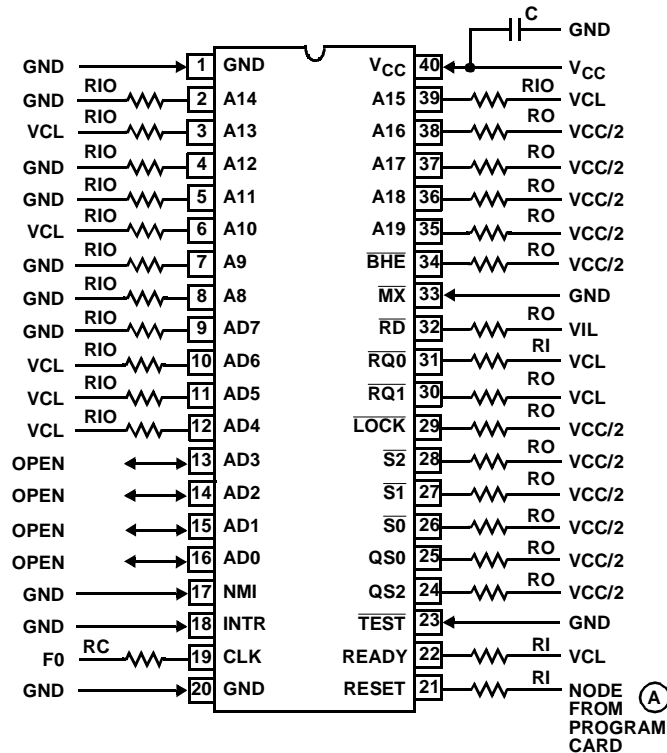 C GND
GND 1 GND VCC 40 VCC
GND RIO 2 A14 A15 39 RIO VCL
VCL RIO 3 A13 A16 38 RO VCC/2
GND RIO 4 A12 A17 37 RO VCC/2
GND RIO 5 A11 A18 36 RO VCC/2
VCL RIO 6 A10 A19 35 RO VCC/2
GND RIO 7 A9 BHE 34 RO VCC/2
GND RIO 8 A8 MX 33 GND
GND RIO 9 AD7 RD 32 RO VIL
VCL RIO 10 AD6 RQ0 31 RI VCL
VCL RIO 11 AD5 RQ1 30 RO VCL
VCL RIO 12 AD4 LOCK 29 RO VCC/2
OPEN 13 AD3 S2 28 RO VCC/2
OPEN 14 AD2 S1 27 RO VCC/2
OPEN 15 AD1 S0 26 RO VCC/2
OPEN 16 AD0 QS0 25 RO VCC/2
GND 17 NMI QS2 24 RO VCC/2
GND 18 INTR TEST 23 GND
F0 RC 19 CLK READY 22 RI VCL
GND 20 GND RESET 21 RI NODE A
FROM
PROGRAM
CARD